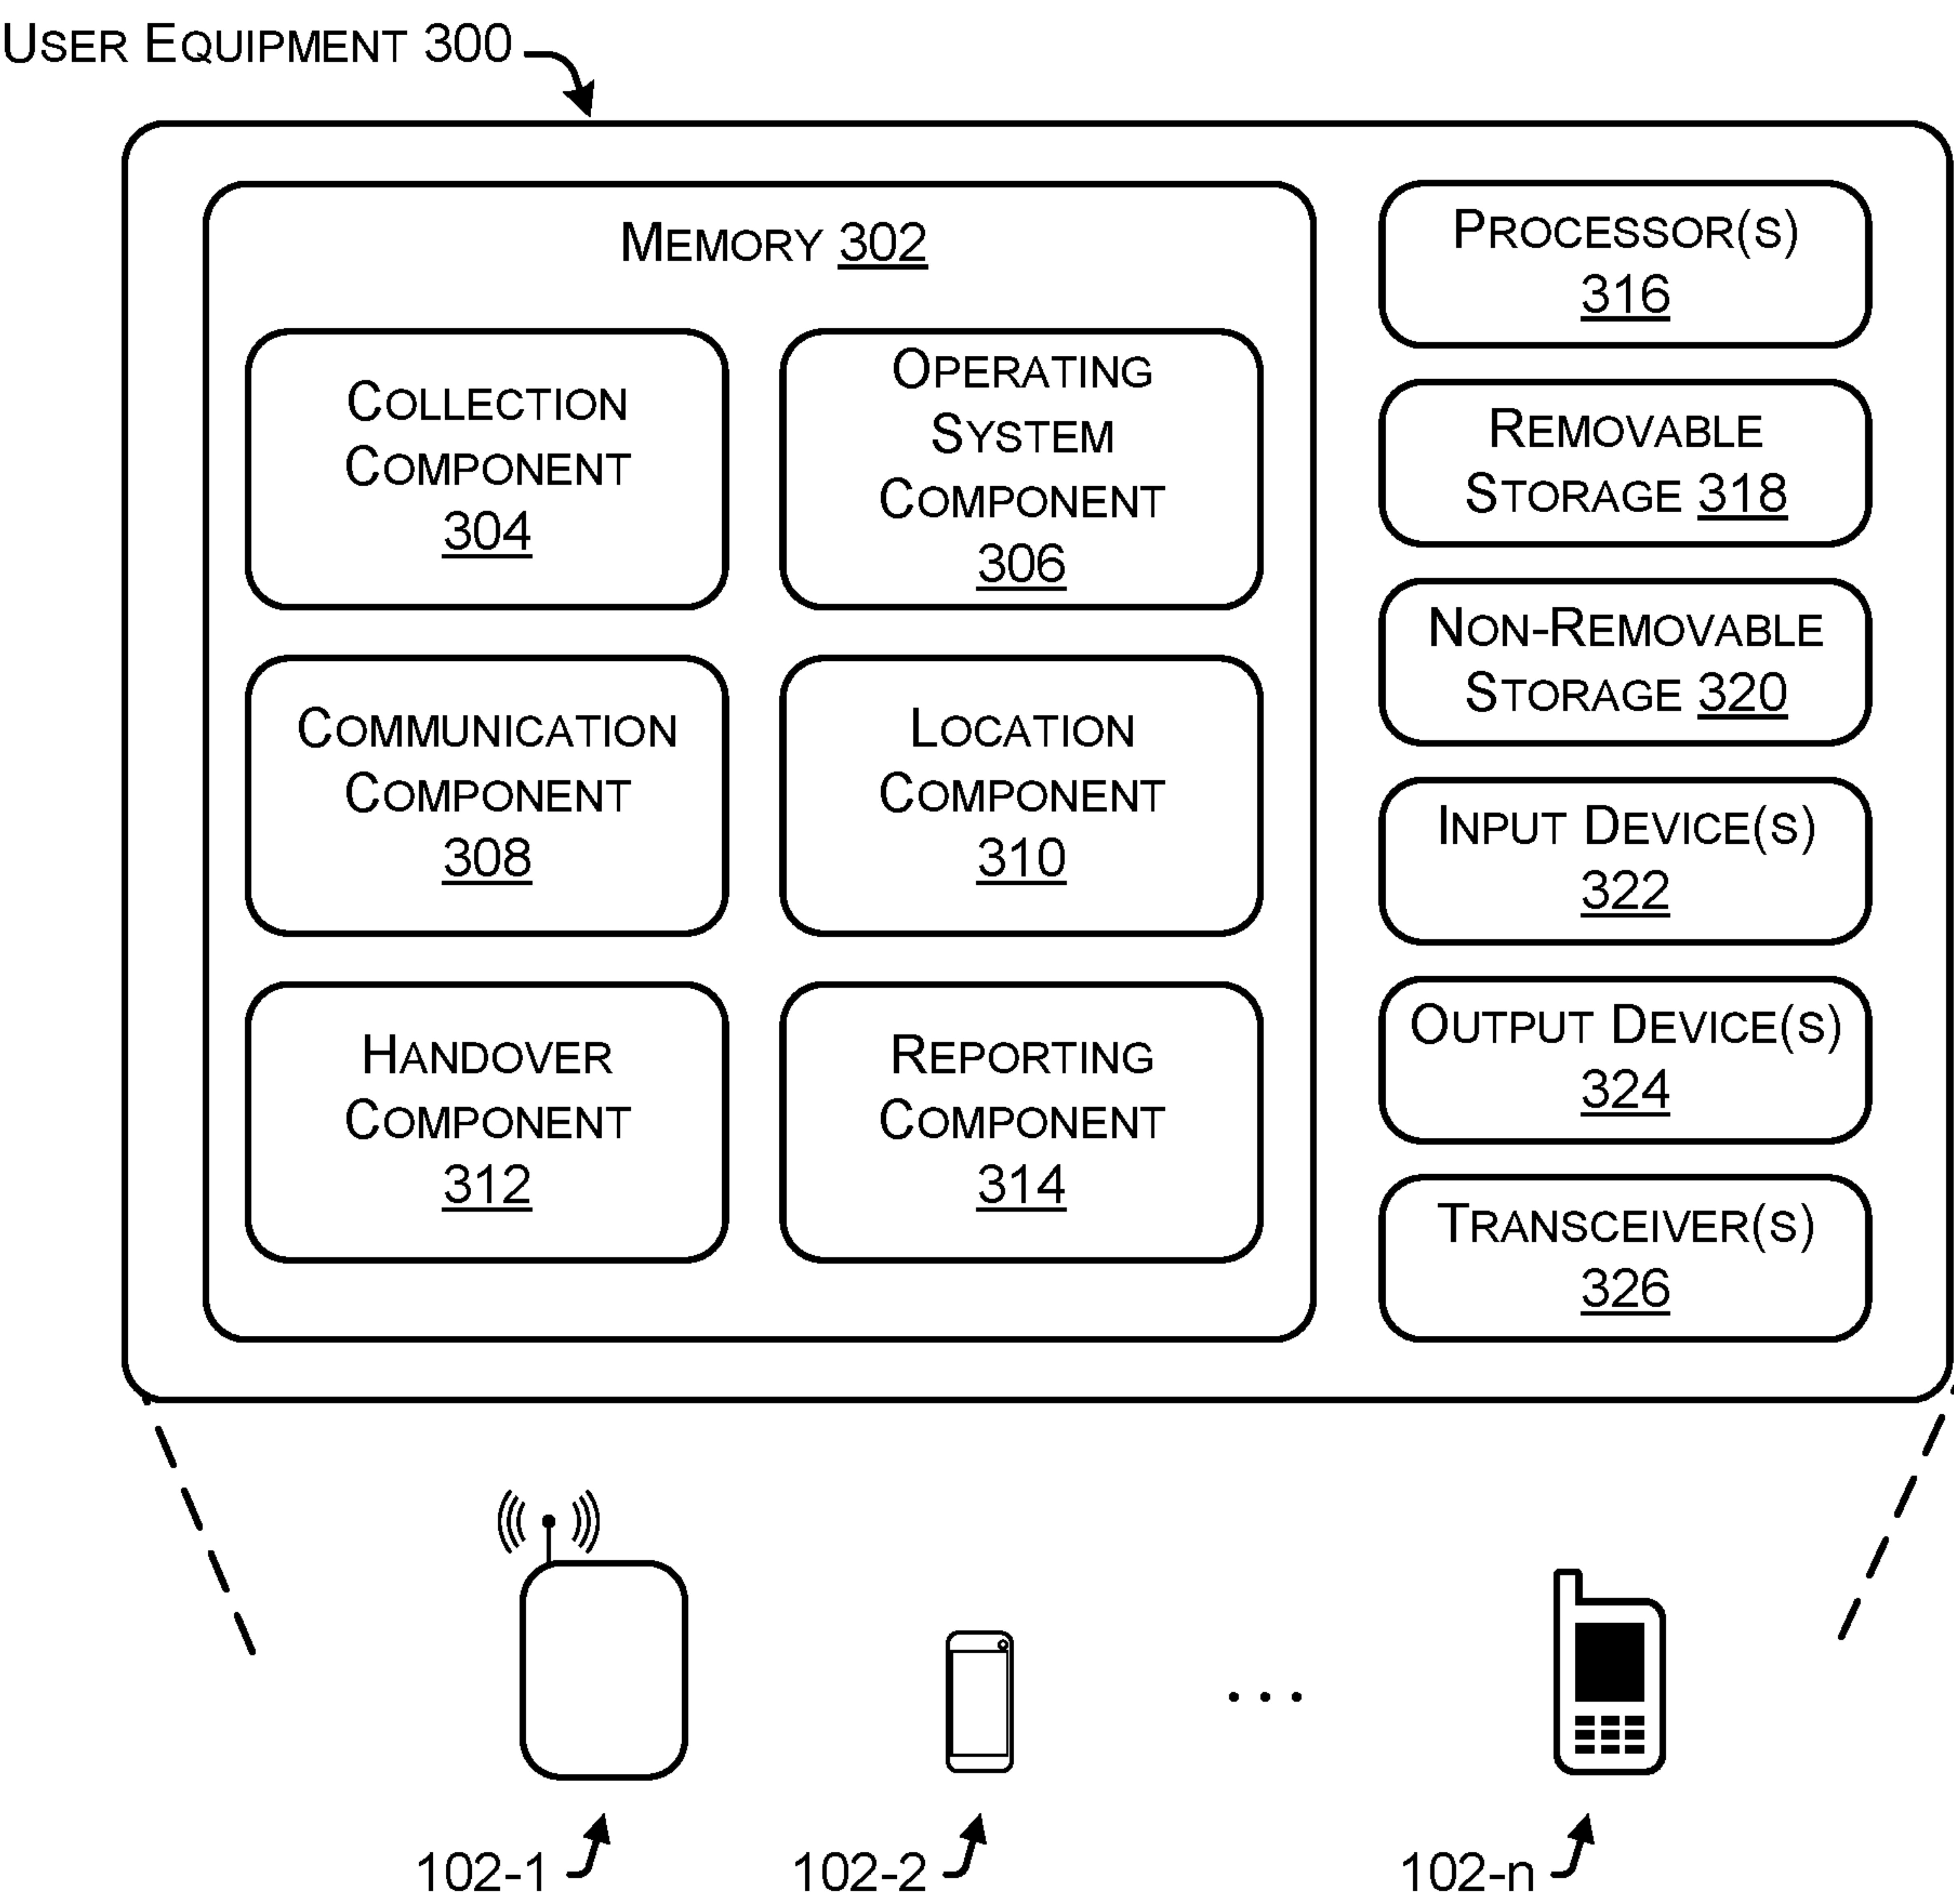 USER EQUIPMENT 300
MEMORY 302
COLLECTION
COMPONENT
304
OPERATING
SYSTEM
COMPONENT
306
COMMUNICATION
COMPONENT
308
LOCATION
COMPONENT
310
HANDOVER
COMPONENT
312
REPORTING
COMPONENT
314
PROCESSOR(S)
316
REMOVABLE
STORAGE 318
NON-REMOVABLE
STORAGE 320
INPUT DEVICE(S)
322
OUTPUT DEVICE(S)
324
TRANSCEIVER(S)
326
...
102-1
102-2
102-n